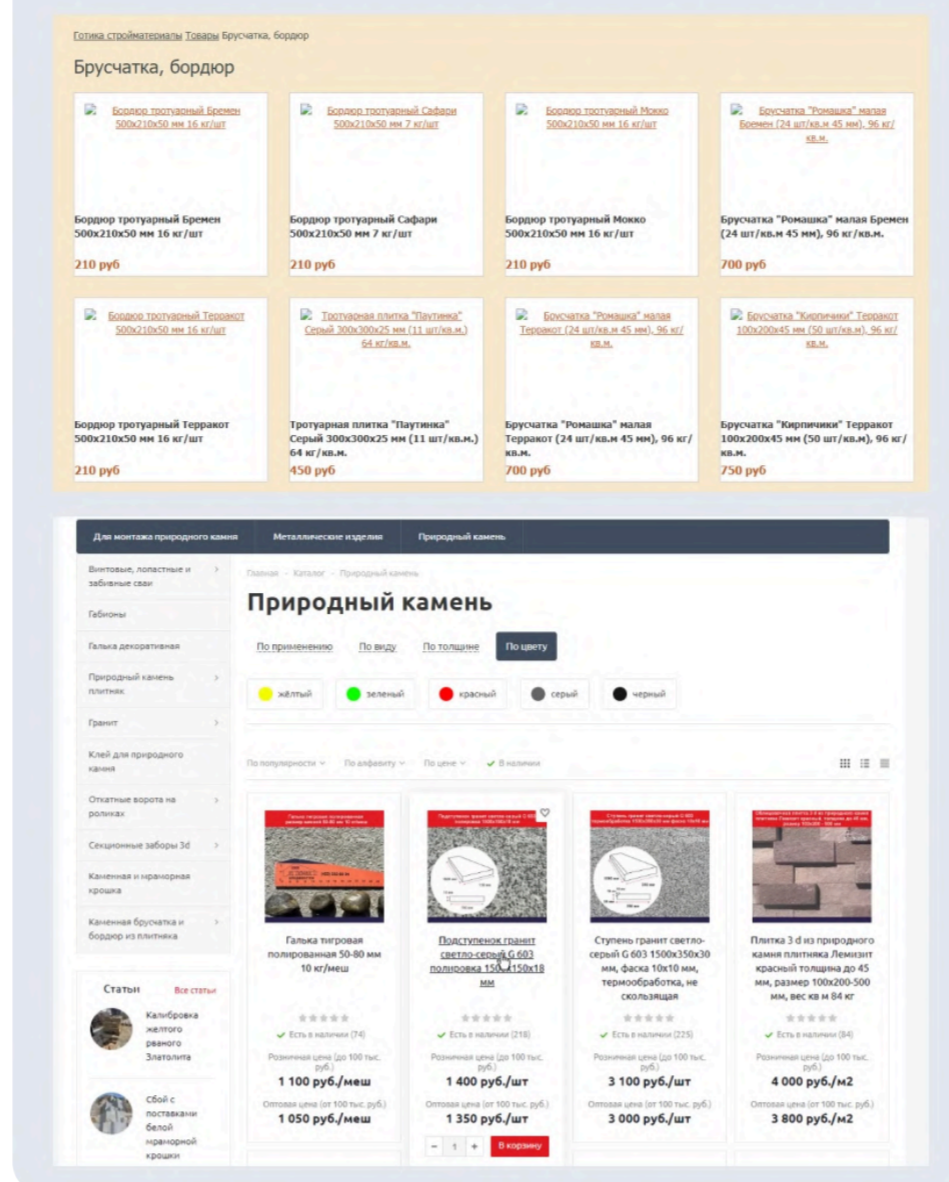 Готика стройматериалы Товары Брусчатка, бордюр
Брусчатка, бордюр
Бордюр тротуарный Бремен
500х210х50 мм 16 кг/шт
Бордюр тротуарный Бремен
500х210х50 мм 16 кг/шт
210 руб
Бордюр тротуарный Сафари
500х210х50 мм 7 кг/шт
Бордюр тротуарный Сафари
500х210х50 мм 7 кг/шт
210 руб
Бордюр тротуарный Мокко
500х210х50 мм 16 кг/шт
Бордюр тротуарный Мокко
500х210х50 мм 16 кг/шт
210 руб
Брусчатка "Ромашка" малая
Бремен (24 шт/кв.м 45 мм), 96 кг/
кв.м.
Брусчатка "Ромашка" малая Бремен
(24 шт/кв.м 45 мм), 96 кг/кв.м.
700 руб
Бордюр тротуарный Терракот
500х210х50 мм 16 кг/шт
Бордюр тротуарный Терракот
500х210х50 мм 16 кг/шт
210 руб
Тротуарная плитка "Паутинка"
Серый 300х300х25 мм (11 шт/кв.м.)
64 кг/кв.м.
Тротуарная плитка "Паутинка"
Серый 300х300х25 мм (11 шт/кв.м.)
64 кг/кв.м.
450 руб
Брусчатка "Ромашка" малая
Терракот (24 шт/кв.м 45 мм), 96 кг/
кв.м.
Брусчатка "Ромашка" малая
Терракот (24 шт/кв.м 45 мм), 96 кг/
кв.м.
700 руб
Брусчатка "Кирпичики" Терракот
100х200х45 мм (50 шт/кв.м), 96 кг/
кв.м.
Брусчатка "Кирпичики" Терракот
100х200х45 мм (50 шт/кв.м), 96 кг/
кв.м.
750 руб
Для монтажа природного камня Металлические изделия Природный камень
Винтовые, лопастные и
забивные сваи
Габионы
Галька декоративная
Природный камень
плитняк
Гранит
Клей для природного
камня
Откатные ворота на
роликах
Секционные заборы 3d
Каменная и мраморная
крошка
Каменная брусчатка и
бордюр из плитняка
Статьи Все статьи
Калибровка
желтого
рваного
Златолита
Сбой с
поставками
белой
мраморной
крошки
Главная - Каталог - Природный камень
Природный камень
По применению По виду По толщине По цвету
жёлтый зеленый красный серый черный
По популярности По алфавиту По цене В наличии
Галька тигровая
полированная 50-80 мм
10 кг/меш
Есть в наличии (74)
Розничная цена (до 100 тыс.
руб.)
1 100 руб./меш
Оптовая цена (от 100 тыс. руб.)
1 050 руб./меш
Подступенок гранит
светло-серый G 603
полировка 1500х150х18
мм
Есть в наличии (218)
Розничная цена (до 100 тыс.
руб.)
1 400 руб./шт
Оптовая цена (от 100 тыс. руб.)
1 350 руб./шт
- 1 + В корзину
Ступень гранит светло-
серый G 603 1500х350х30
мм, фаска 10х10 мм,
термообработка, не
скользящая
Есть в наличии (225)
Розничная цена (до 100 тыс.
руб.)
3 100 руб./шт
Оптовая цена (от 100 тыс. руб.)
3 000 руб./шт
Плитка 3 d из природного
камня плитняка Лемизит
красный толщина до 45
мм, размер 100х200-500
мм, вес кв м 84 кг
Есть в наличии (84)
Розничная цена (до 100 тыс.
руб.)
4 000 руб./м2
Оптовая цена (от 100 тыс. руб.)
3 800 руб./м2